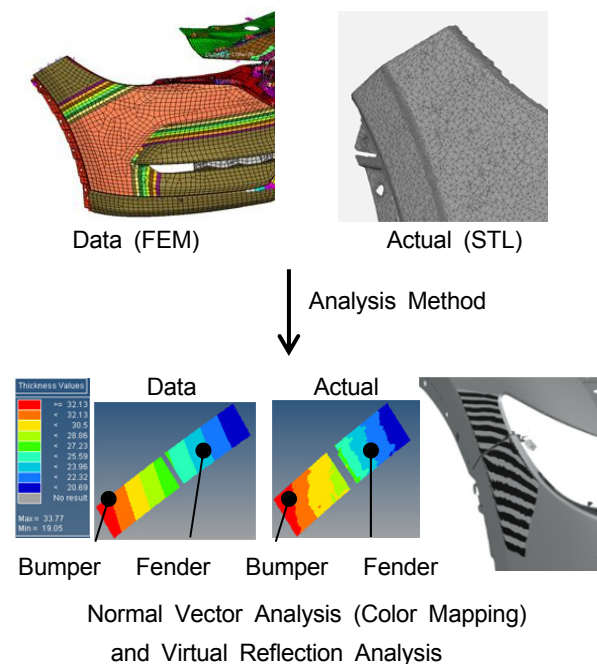 Data (FEM)
Actual (STL)
Analysis Method
Thickness Values
>= 32.13
< 32.13
< 30.5
< 28.86
< 27.23
< 25.59
< 23.96
< 22.32
< 20.69
No result
Max = 33.77
Min = 19.05
Data
Actual
Bumper Fender Bumper Fender
Normal Vector Analysis (Color Mapping)
and Virtual Reflection Analysis